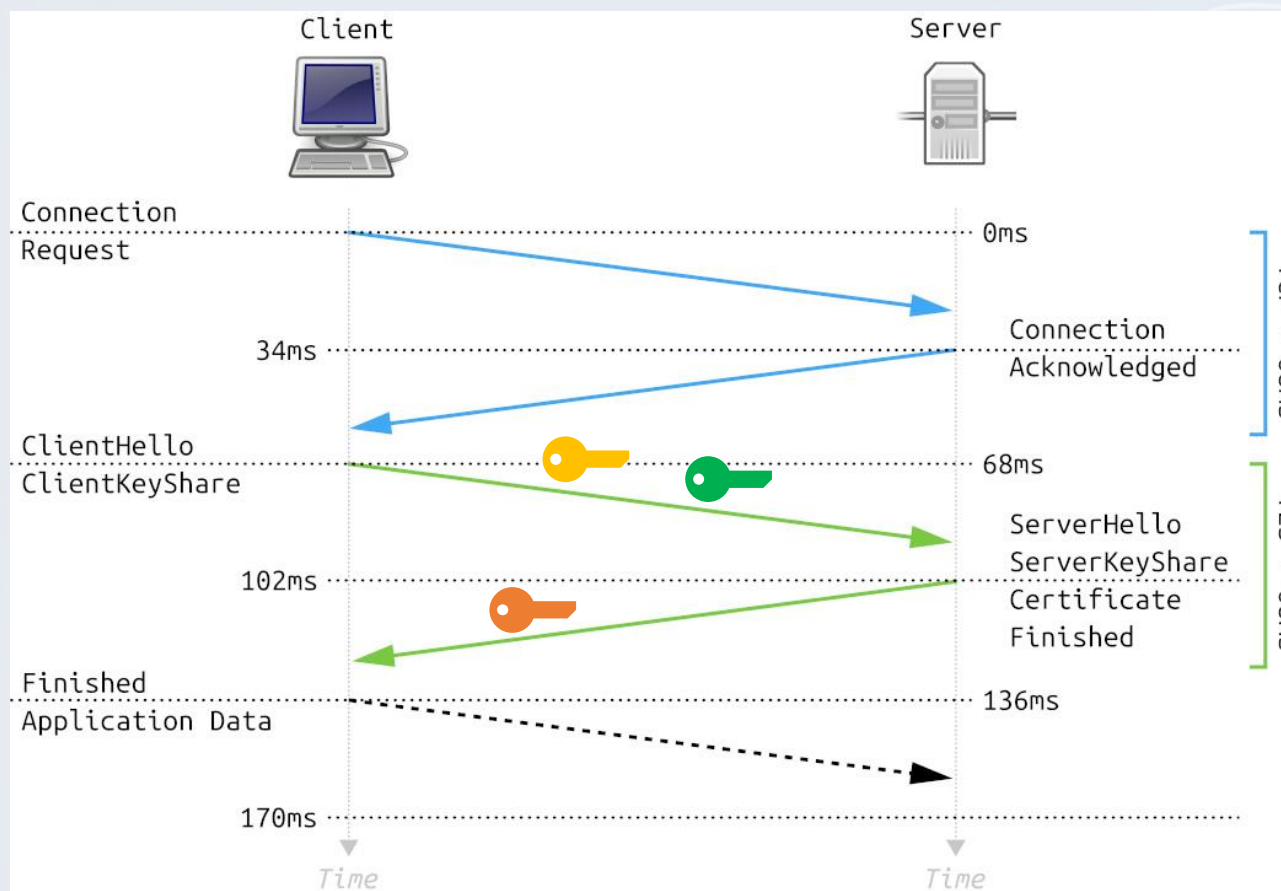 Client
Server
Connection
Request
0ms
Connection
Acknowledged
34ms
ClientHello
ClientKeyShare
68ms
ServerHello
ServerKeyShare
Certificate
Finished
102ms
Finished
Application Data
136ms
170ms
Time
Time